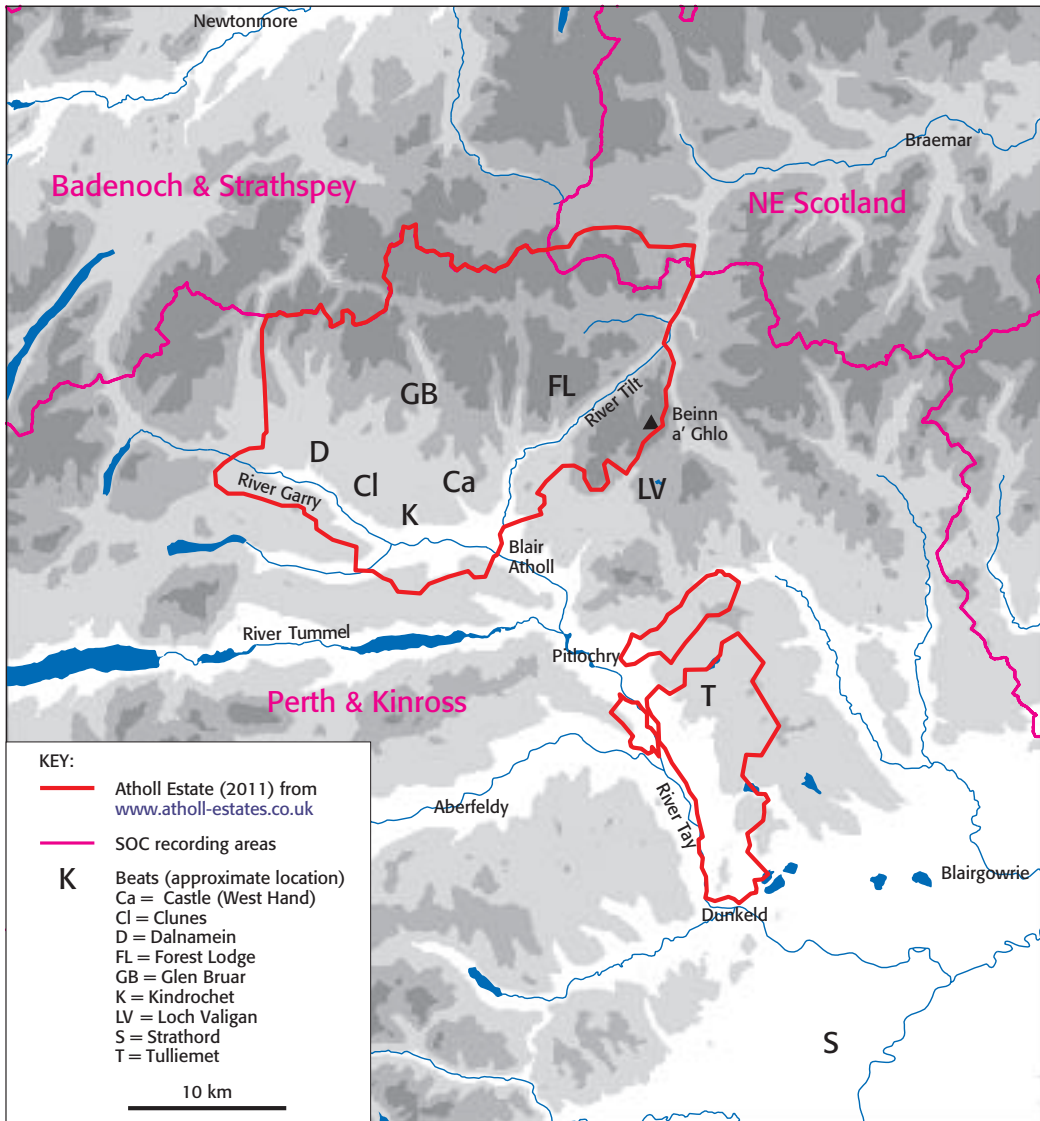 Newtonmore
Braemar
Badenoch & Strathspey
NE Scotland
GB
FL
River Tilt
Beinn
a' Ghlo
D
Cl
Ca
LV
River Garry
K
Blair
Atholl
River Tummel
Pitlochry
Perth & Kinross
T
Aberfeldy
River Tay
Blairgowrie
Dunkeld
S
KEY:
Atholl Estate (2011) from
www.atholl-estates.co.uk
SOC recording areas
K
Beats (approximate location)
Ca = Castle (West Hand)
Cl = Clunes
D = Dalnamein
FL = Forest Lodge
GB = Glen Bruar
K = Kindrochet
LV = Loch Valigan
S = Strathord
T = Tulliemet
10 km